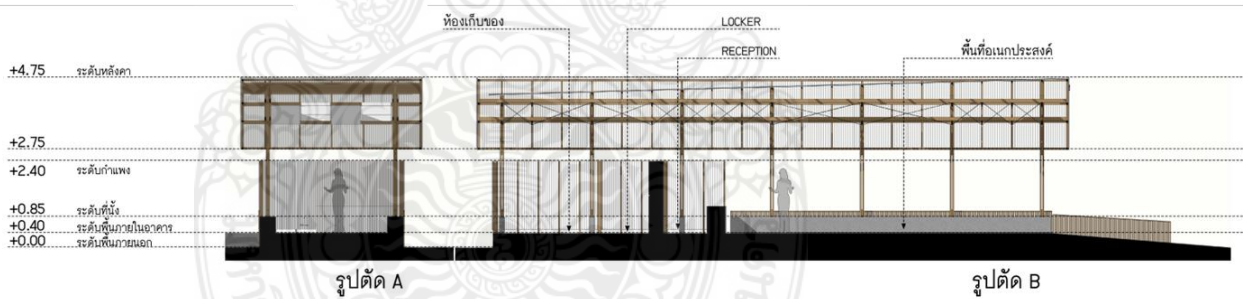 ห้องเก็บของ
LOCKER
RECEPTION
พื้นที่อเนกประสงค์
+4.75 ระดับหลังคา
+2.75
+2.40 ระดับกำแพง
+0.85 ระดับที่นั่ง
+0.40 ระดับพื้นภายในอาคาร
+0.00 ระดับพื้นภายนอก
รูปตัด A
รูปตัด B